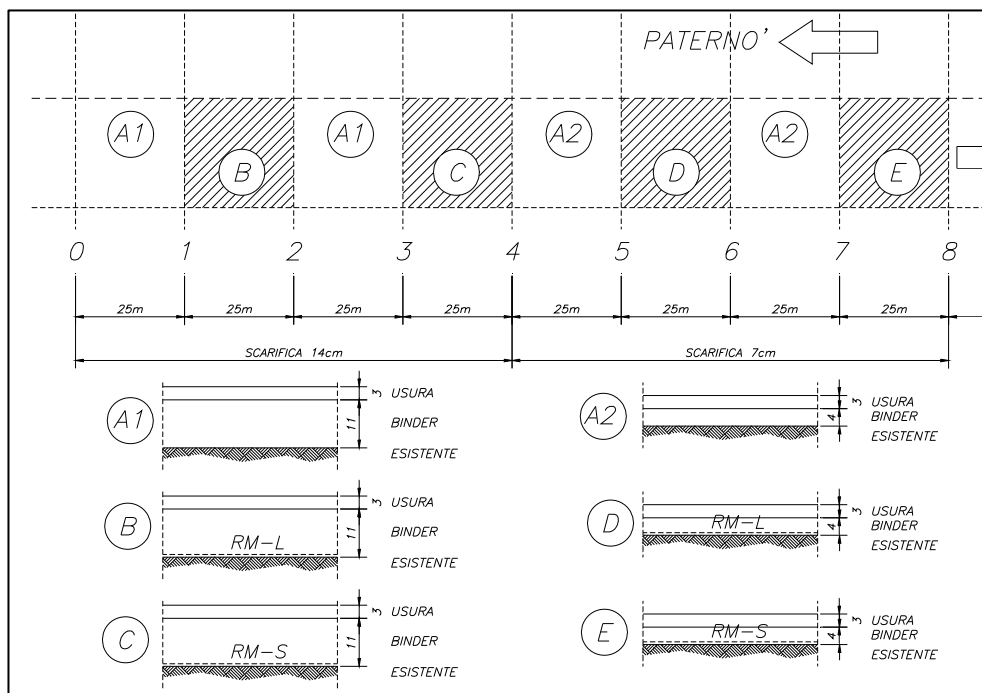 PATERNO'
A1 A1 A2 A2
B C D E
0 1 2 3 4 5 6 7 8
25m 25m 25m 25m 25m 25m 25m 25m
SCARIFICA 14cm SCARIFICA 7cm
A1
3 USURA
11 BINDER
ESISTENTE
A2
3 USURA
4 BINDER
ESISTENTE
B
3 USURA
11 BINDER
RM-L
ESISTENTE
D
3 USURA
RM-L
4 BINDER
ESISTENTE
C
3 USURA
11 BINDER
RM-S
ESISTENTE
E
3 USURA
RM-S
4 BINDER
ESISTENTE